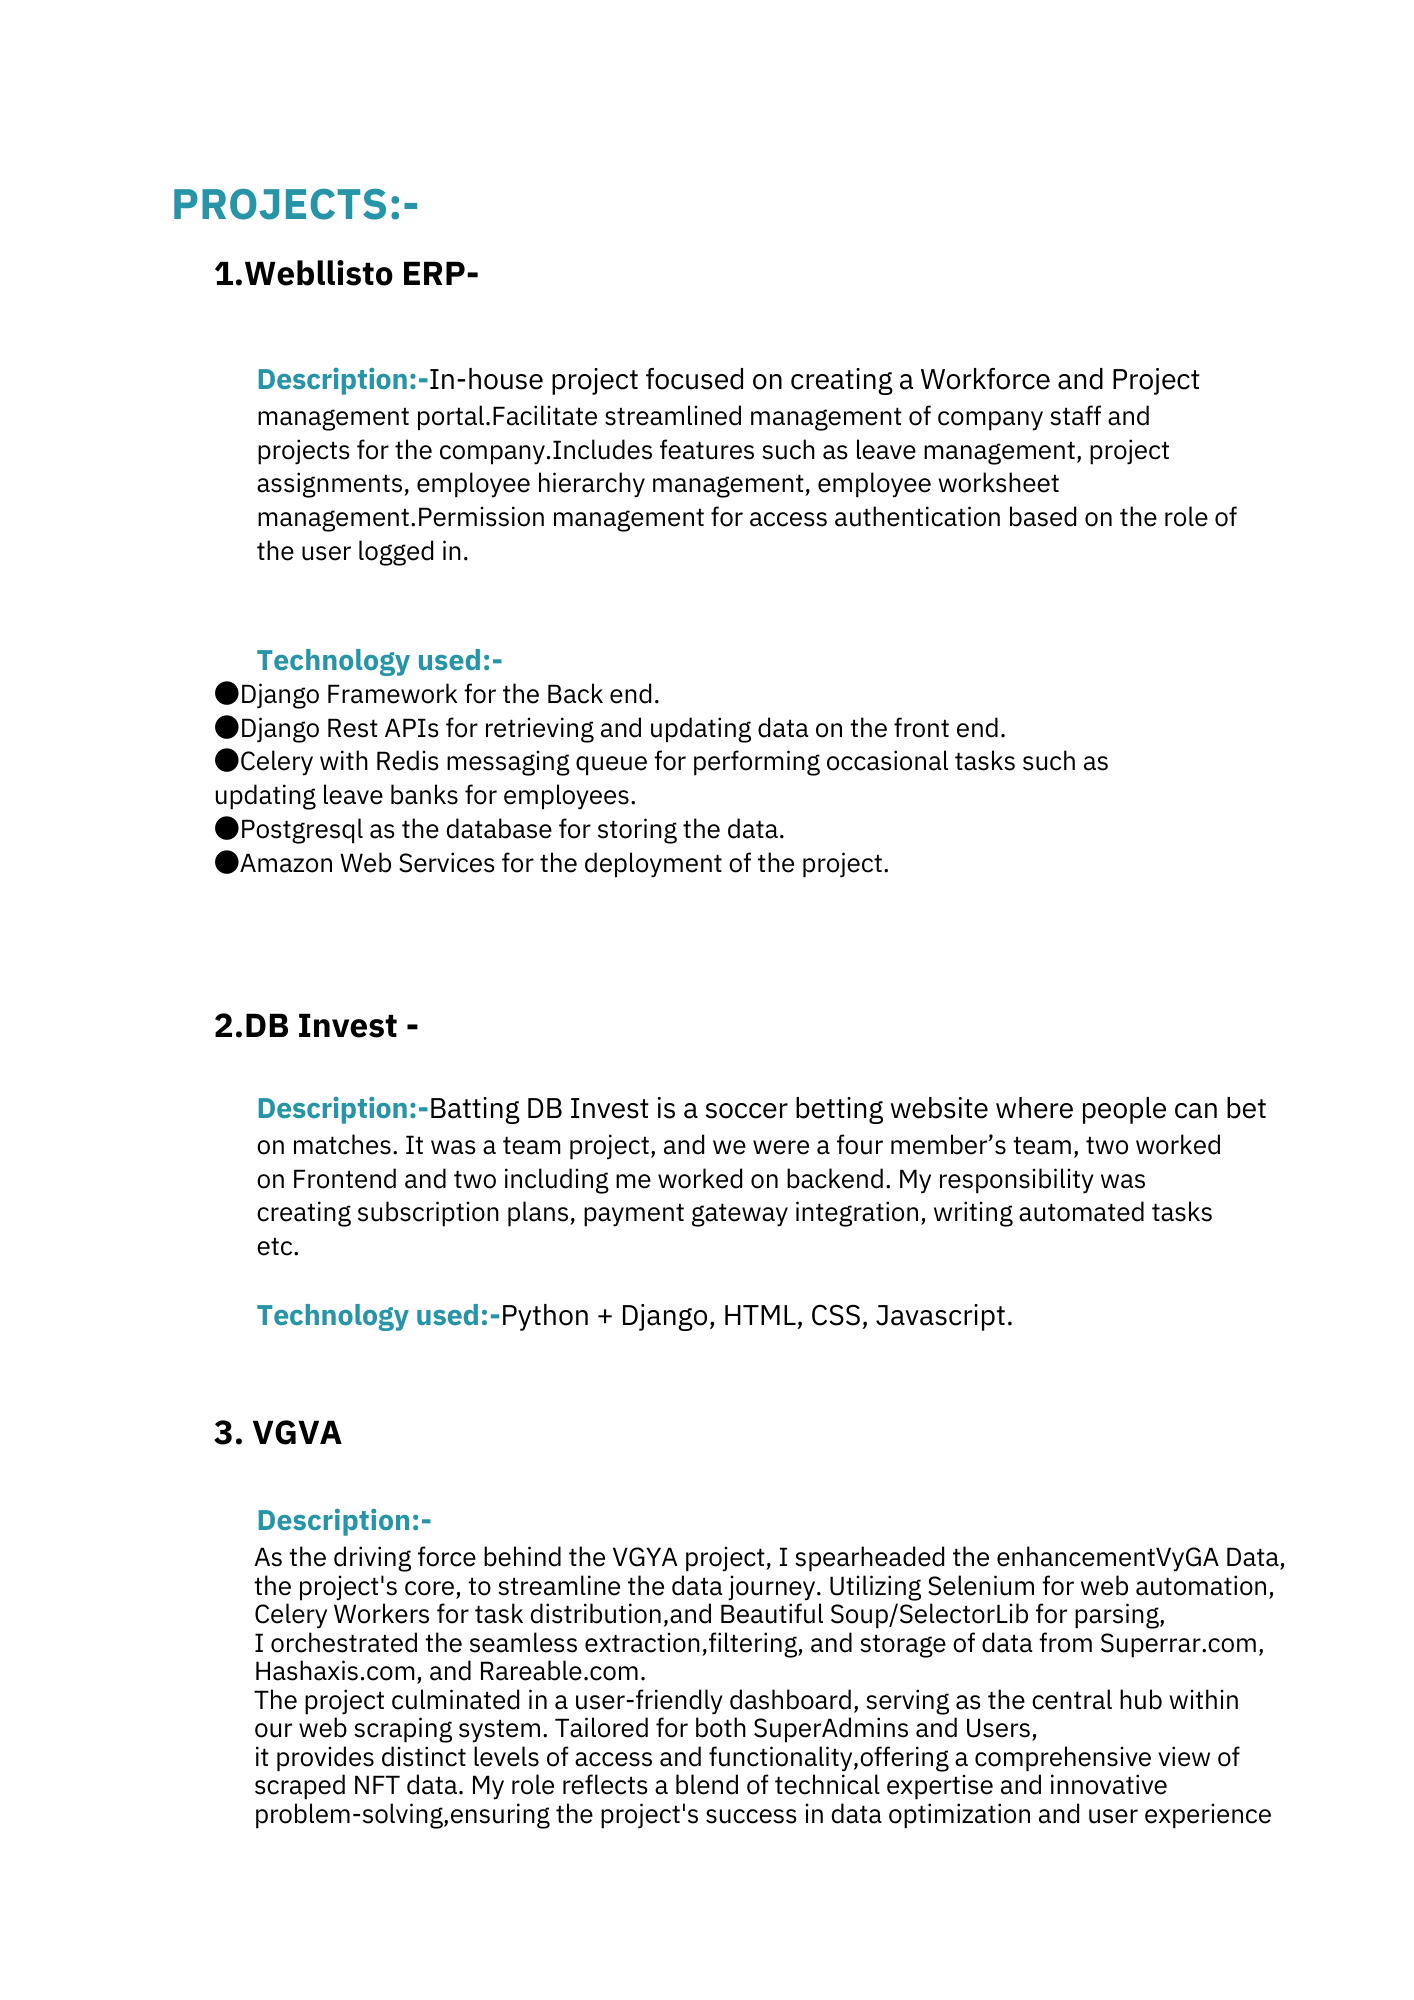 PROJECTS:-
1.Webllisto ERP-
Description:-In-house project focused on creating a Workforce and Project
management portal.Facilitate streamlined management of company staff and
projects for the company.Includes features such as leave management, project
assignments, employee hierarchy management, employee worksheet
management.Permission management for access authentication based on the role of
the user logged in.
Technology used:-
●Django Framework for the Back end.
●Django Rest APIs for retrieving and updating data on the front end.
●Celery with Redis messaging queue for performing occasional tasks such as
updating leave banks for employees.
●Postgresql as the database for storing the data.
●Amazon Web Services for the deployment of the project.
2.DB Invest -
Description:-Batting DB Invest is a soccer betting website where people can bet
on matches. It was a team project, and we were a four member’s team, two worked
on Frontend and two including me worked on backend. My responsibility was
creating subscription plans, payment gateway integration, writing automated tasks
etc.
Technology used:-Python + Django, HTML, CSS, Javascript.
3. VGVA
Description:-
As the driving force behind the VGYA project, I spearheaded the enhancementVyGA Data,
the project's core, to streamline the data journey. Utilizing Selenium for web automation,
Celery Workers for task distribution,and Beautiful Soup/SelectorLib for parsing,
I orchestrated the seamless extraction,filtering, and storage of data from Superrar.com,
Hashaxis.com, and Rareable.com.
The project culminated in a user-friendly dashboard, serving as the central hub within
our web scraping system. Tailored for both SuperAdmins and Users,
it provides distinct levels of access and functionality,offering a comprehensive view of
scraped NFT data. My role reflects a blend of technical expertise and innovative
problem-solving,ensuring the project's success in data optimization and user experience